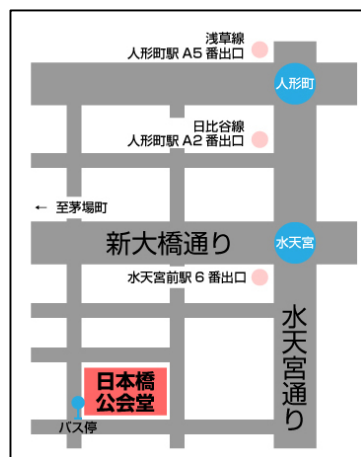 浅草線
人形町駅 A5 番出口
人形町
日比谷線
人形町駅 A2 番出口
← 至茅場町
新大橋通り
水天宮
水天宮前駅 6 番出口
水天宮通り
日本橋
公会堂
バス停